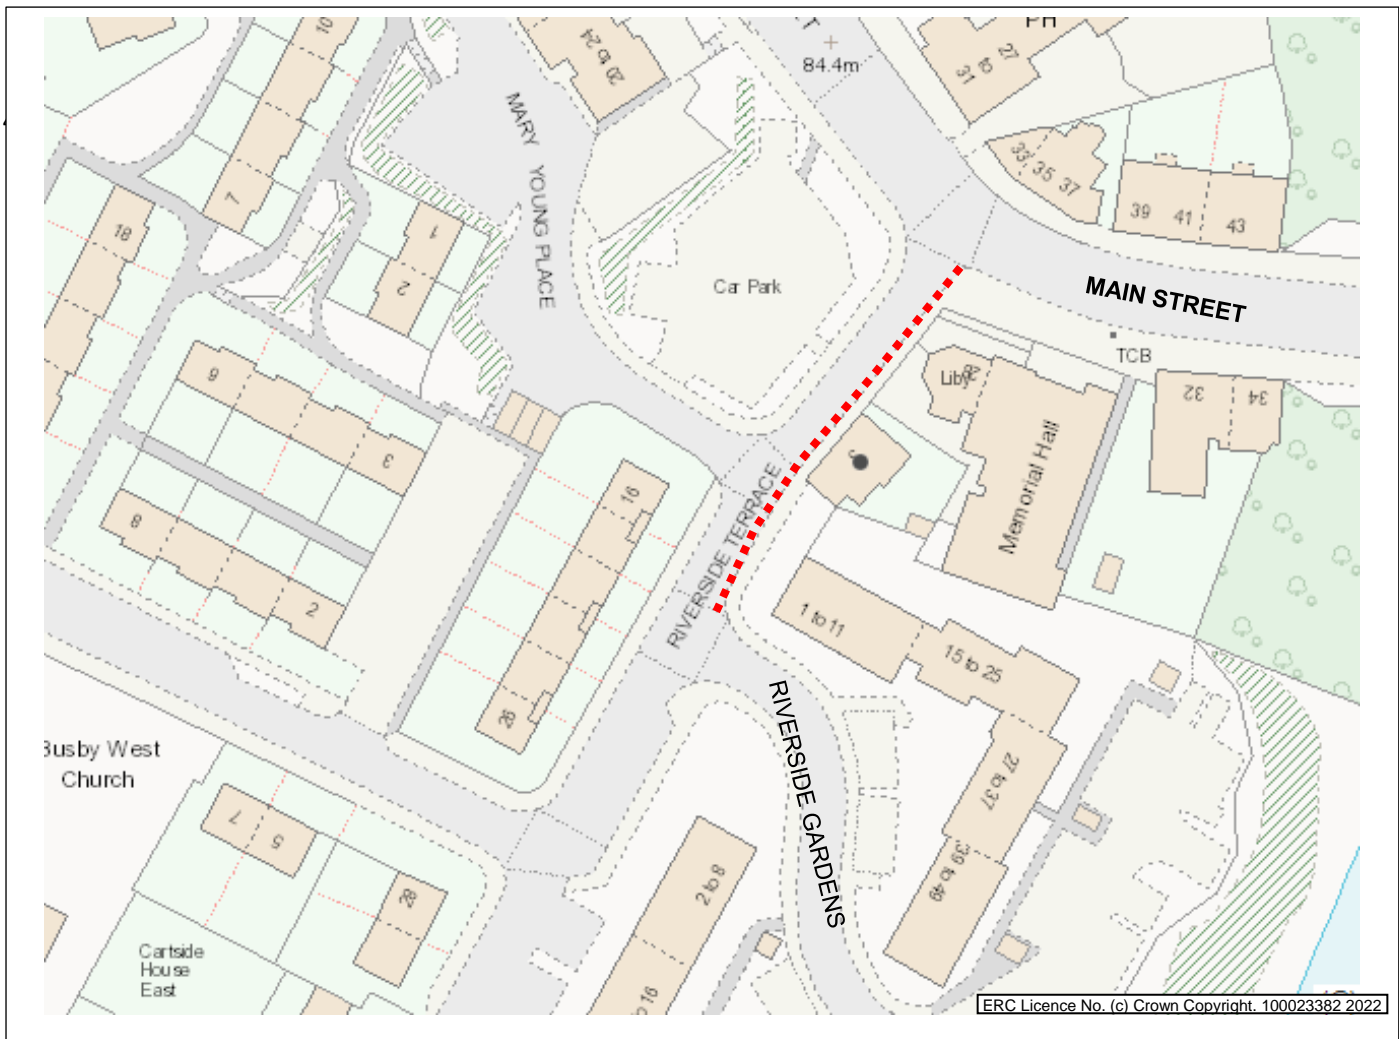 PH
10
20 to 24
T
84.4m
27
to
31
MARY YOUNG PLACE
33
35
37
39
41
43
7
18
1
2
Car Park
MAIN STREET
TCB
Liby
32
34
9
3
Memorial Hall
16
RIVERSIDE TERRACE
8
2
1 to 11
15 to 25
26
RIVERSIDE GARDENS
Busby West
Church
27 to 37
7
5
39 to 49
2 to 8
28
Cartside
House
East
to 16
ERC Licence No. (c) Crown Copyright. 100023382 2022